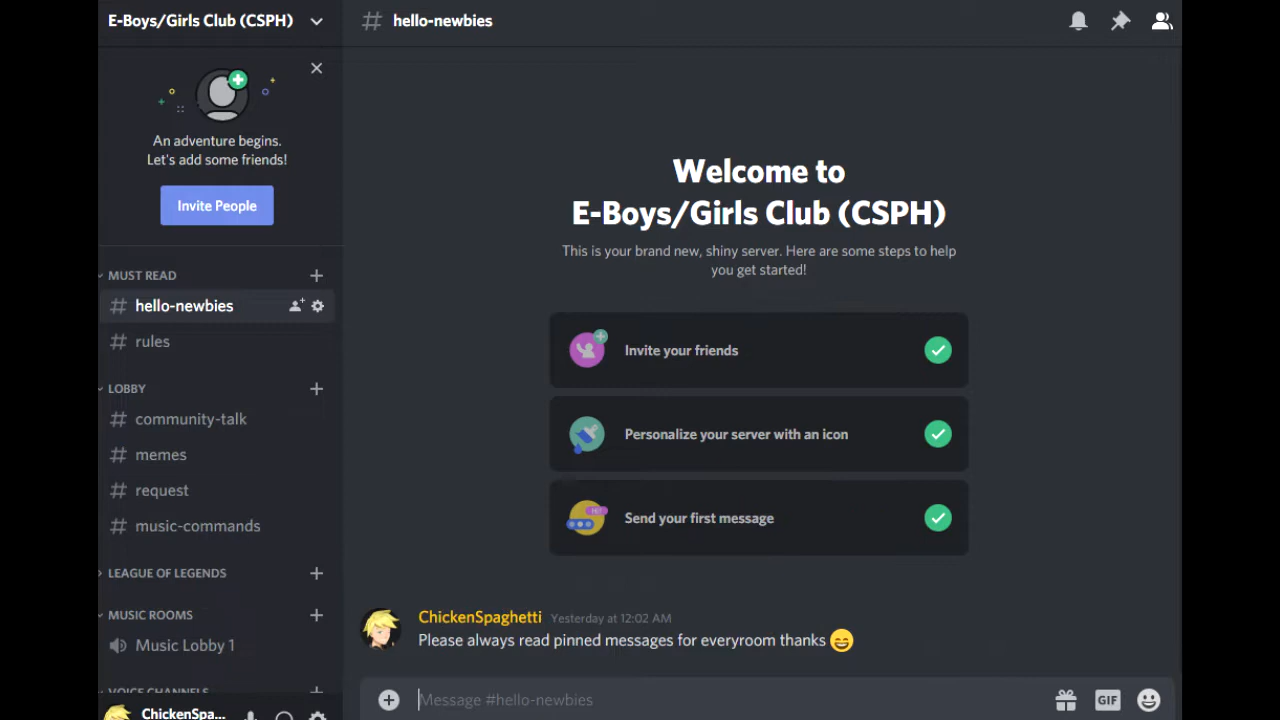 E-Boys/Girls Club (CSPH)
An adventure begins.
Let's add some friends!
Invite People
MUST READ
hello-newbies
rules
LOBBY
community-talk
memes
request
music-commands
LEAGUE OF LEGENDS
MUSIC ROOMS
Music Lobby 1
VOICE CHANNELS
ChickenSpa...
# hello-newbies
Welcome to
E-Boys/Girls Club (CSPH)
This is your brand new, shiny server. Here are some steps to help
you get started!
Invite your friends
Personalize your server with an icon
Send your first message
ChickenSpaghetti Yesterday at 12:02 AM
Please always read pinned messages for everyroom thanks 😄
Message #hello-newbies
GIF